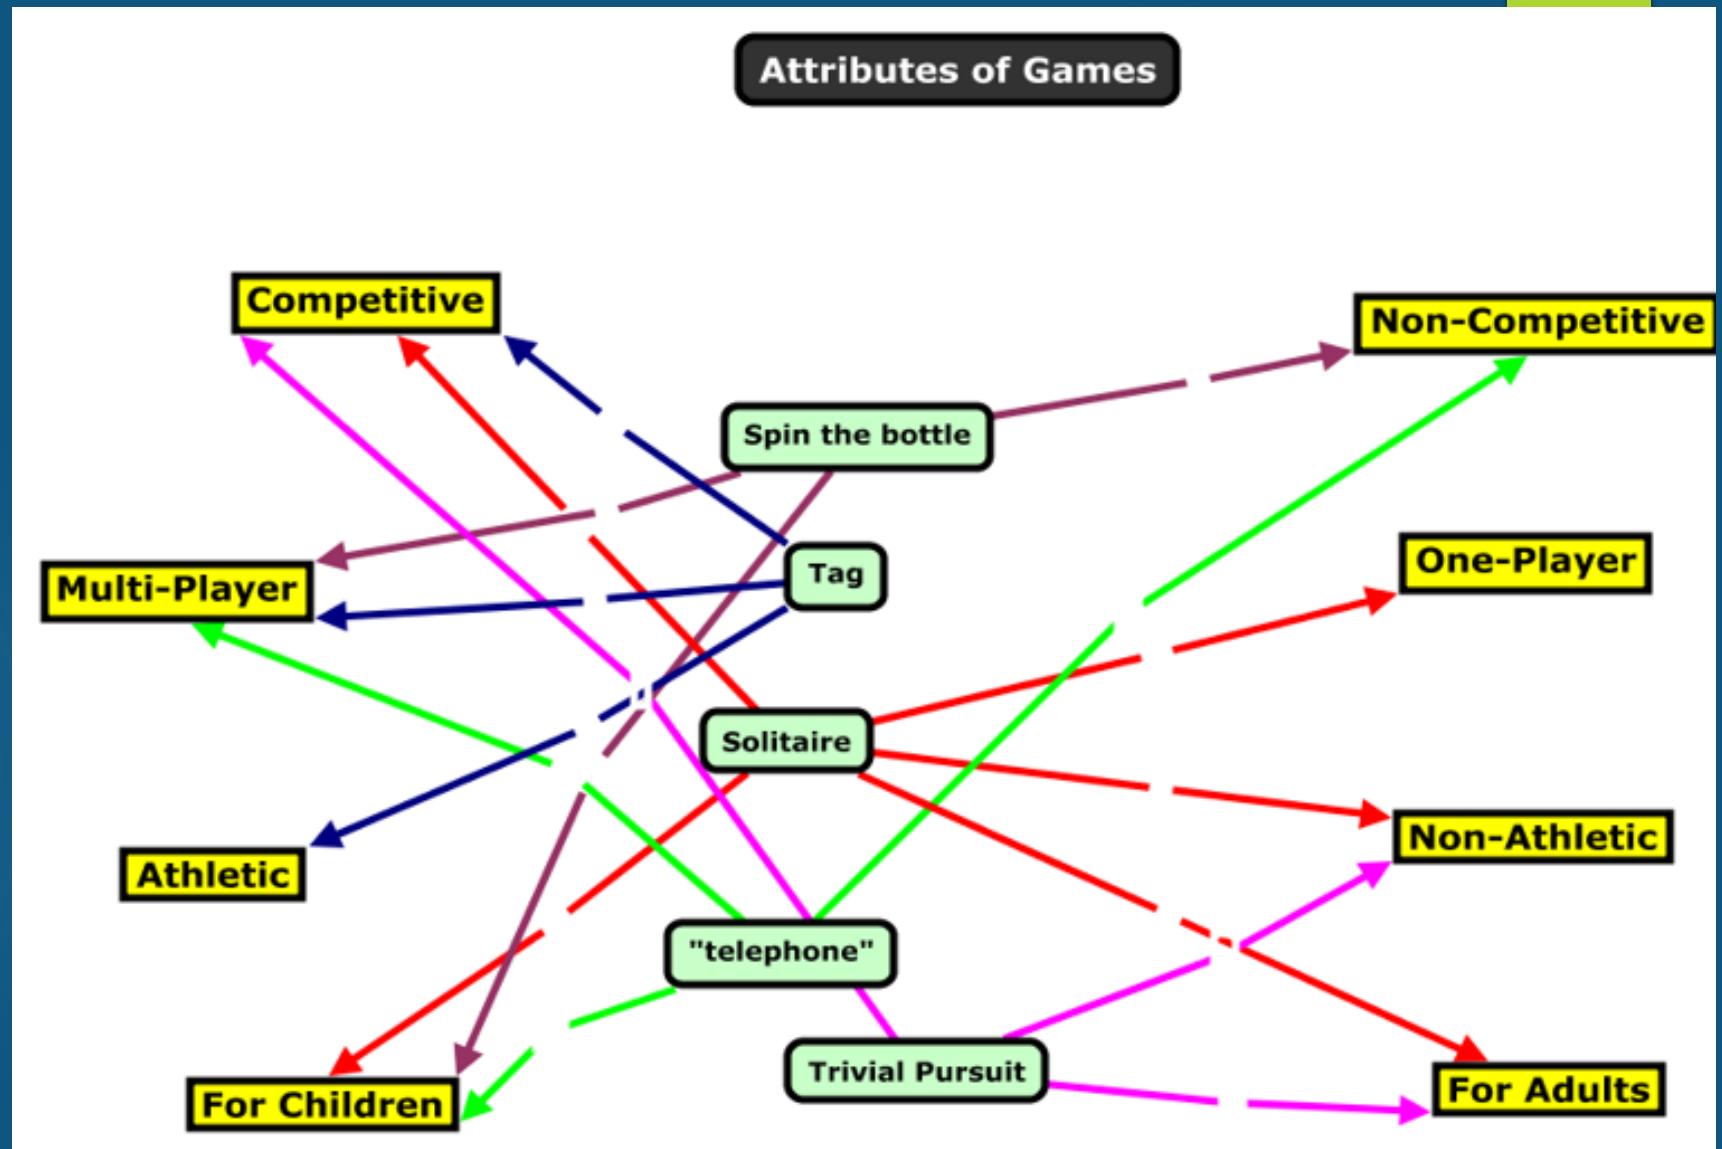 Attributes of Games
Competitive
Non-Competitive
Spin the bottle
One-Player
Tag
Multi-Player
Solitaire
Non-Athletic
Athletic
"telephone"
Trivial Pursuit
For Adults
For Children